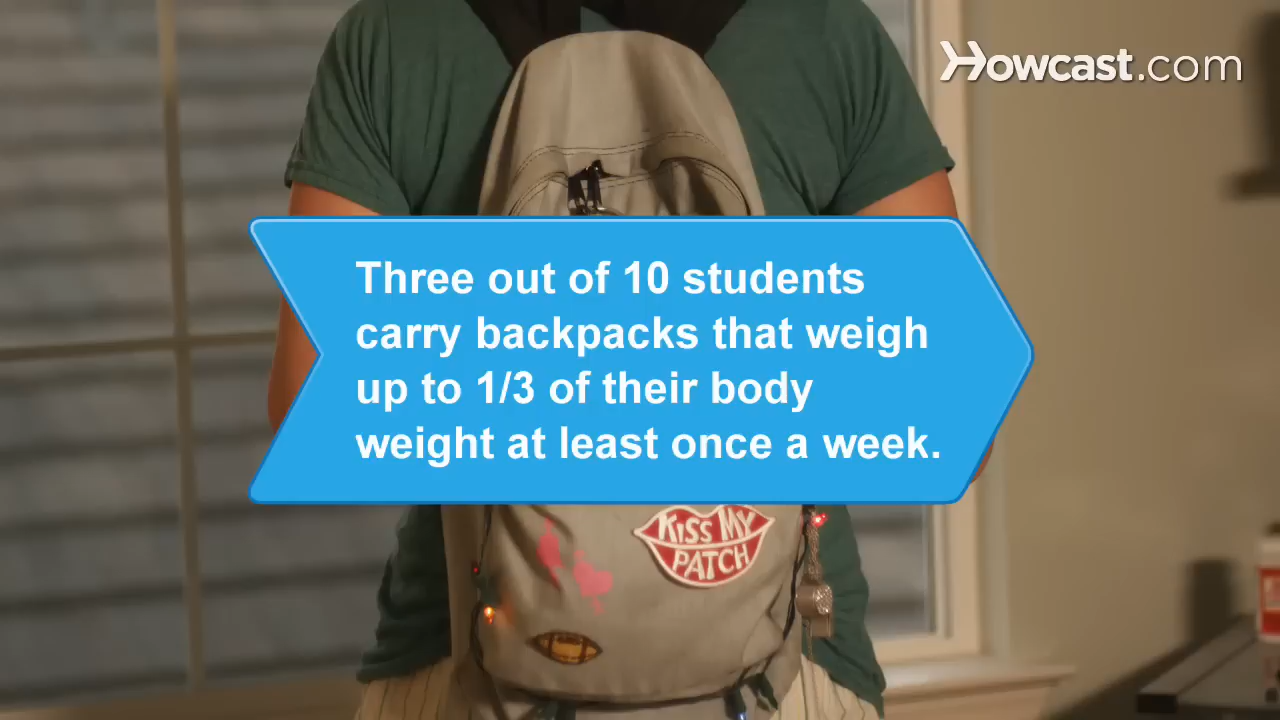 Howcast.com
Three out of 10 students
carry backpacks that weigh
up to 1/3 of their body
weight at least once a week.
KISS MY
PATCH